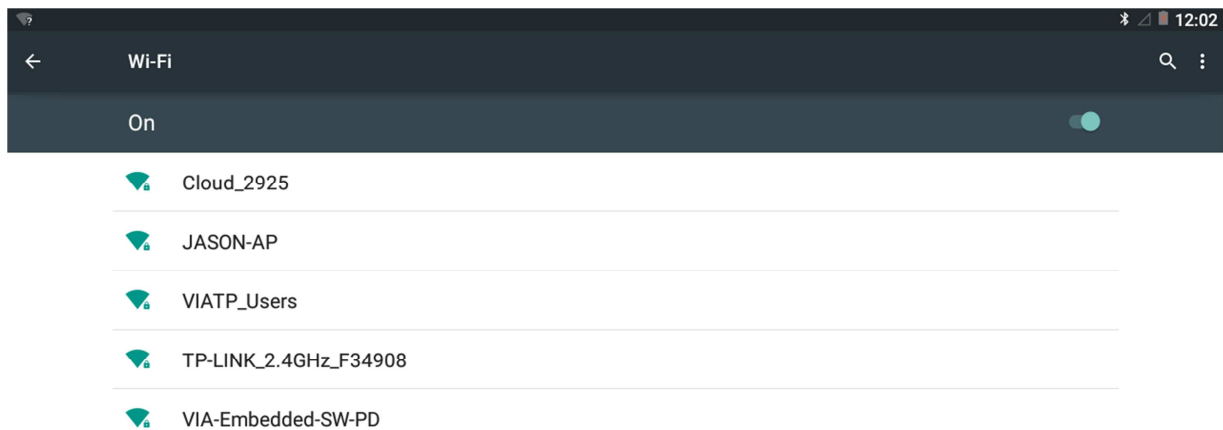 12:02
Wi-Fi
On
Cloud_2925
JASON-AP
VIATP_Users
TP-LINK_2.4GHz_F34908
VIA-Embedded-SW-PD